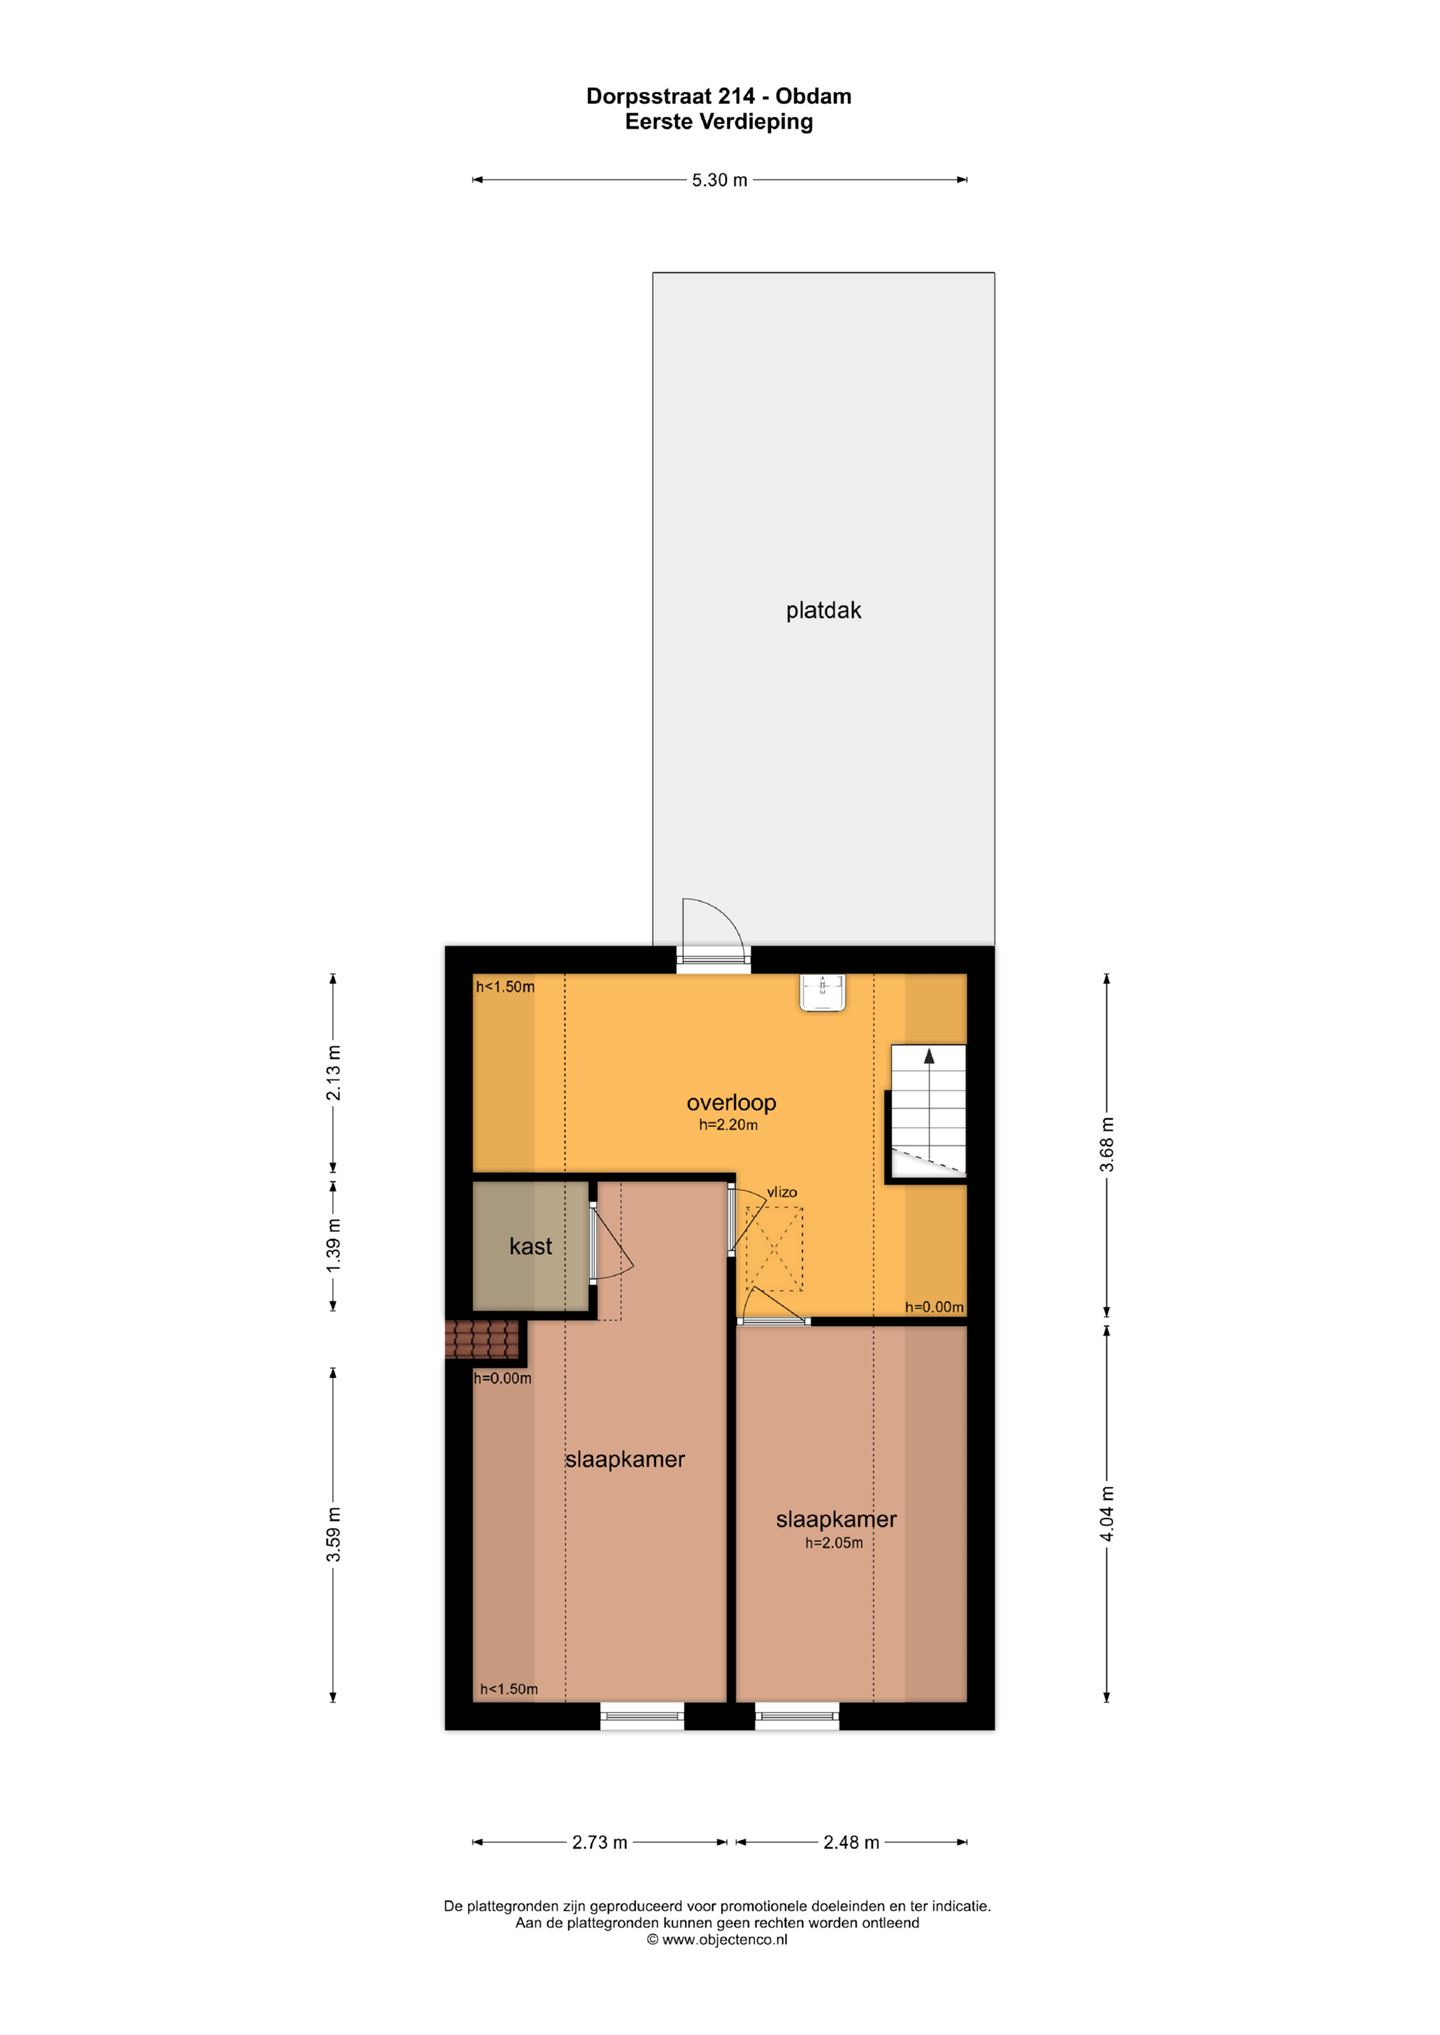 Dorpsstraat 214 - Obdam
Eerste Verdieping
5.30 m
platdak
h<1.50m
2.13 m
overloop
h=2.20m
3.68 m
vlizo
kast
1.39 m
h=0.00m
h=0.00m
slaapkamer
slaapkamer
h=2.05m
3.59 m
4.04 m
h<1.50m
2.73 m
2.48 m
De plattegronden zijn geproduceerd voor promotionele doeleinden en ter indicatie.
Aan de plattegronden kunnen geen rechten worden ontleend
© www.objectenco.nl